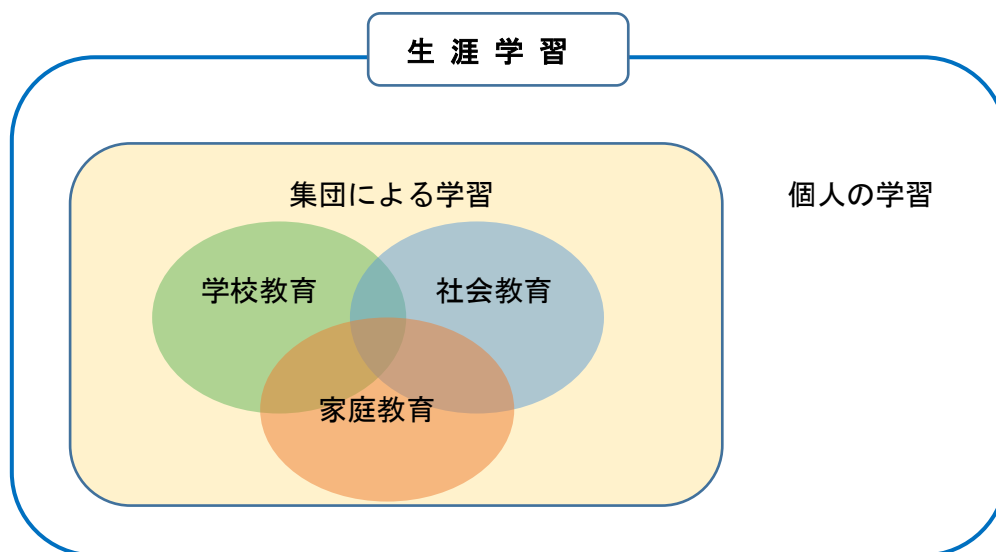 生 涯 学 習
集団による学習
個人の学習
学校教育
社会教育
家庭教育